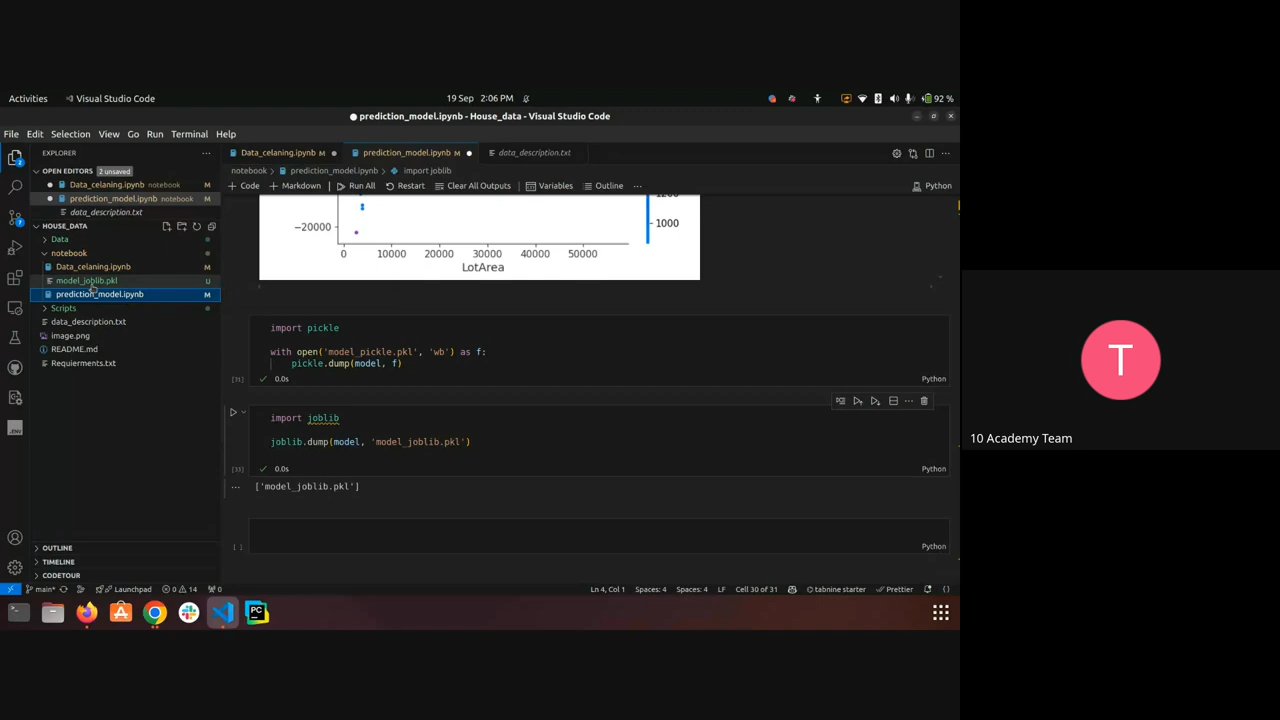 Activities
Visual Studio Code
19 Sep 2:06 PM
92 %
prediction_model.ipynb - House_data - Visual Studio Code
File Edit Selection View Go Run Terminal Help
EXPLORER
Data_celaning.ipynb M
prediction_model.ipynb M
data_description.txt
OPEN EDITORS 2 unsaved
notebook > prediction_model.ipynb > import joblib
Data_celaning.ipynb notebook M
prediction_model.ipynb notebook M
data_description.txt
+ Code + Markdown Run All Restart Clear All Outputs Variables Outline ... Python
HOUSE_DATA
Data
notebook
Data_celaning.ipynb M
model_joblib.pkl U
prediction_model.ipynb M
Scripts
data_description.txt
image.png
README.md
Requierments.txt
−20000
1000
0 10000 20000 30000 40000 50000
LotArea
import pickle
with open('model_pickle.pkl', 'wb') as f:
pickle.dump(model, f)
0.0s
Python
import joblib
joblib.dump(model, 'model_joblib.pkl')
0.0s
Python
['model_joblib.pkl']
[ ]
Python
OUTLINE
TIMELINE
CODETOUR
main* Launchpad 0 14 0
Ln 4, Col 1 Spaces: 4 Spaces: 4 LF Cell 30 of 31 tabnine starter Prettier
PC
T
10 Academy Team